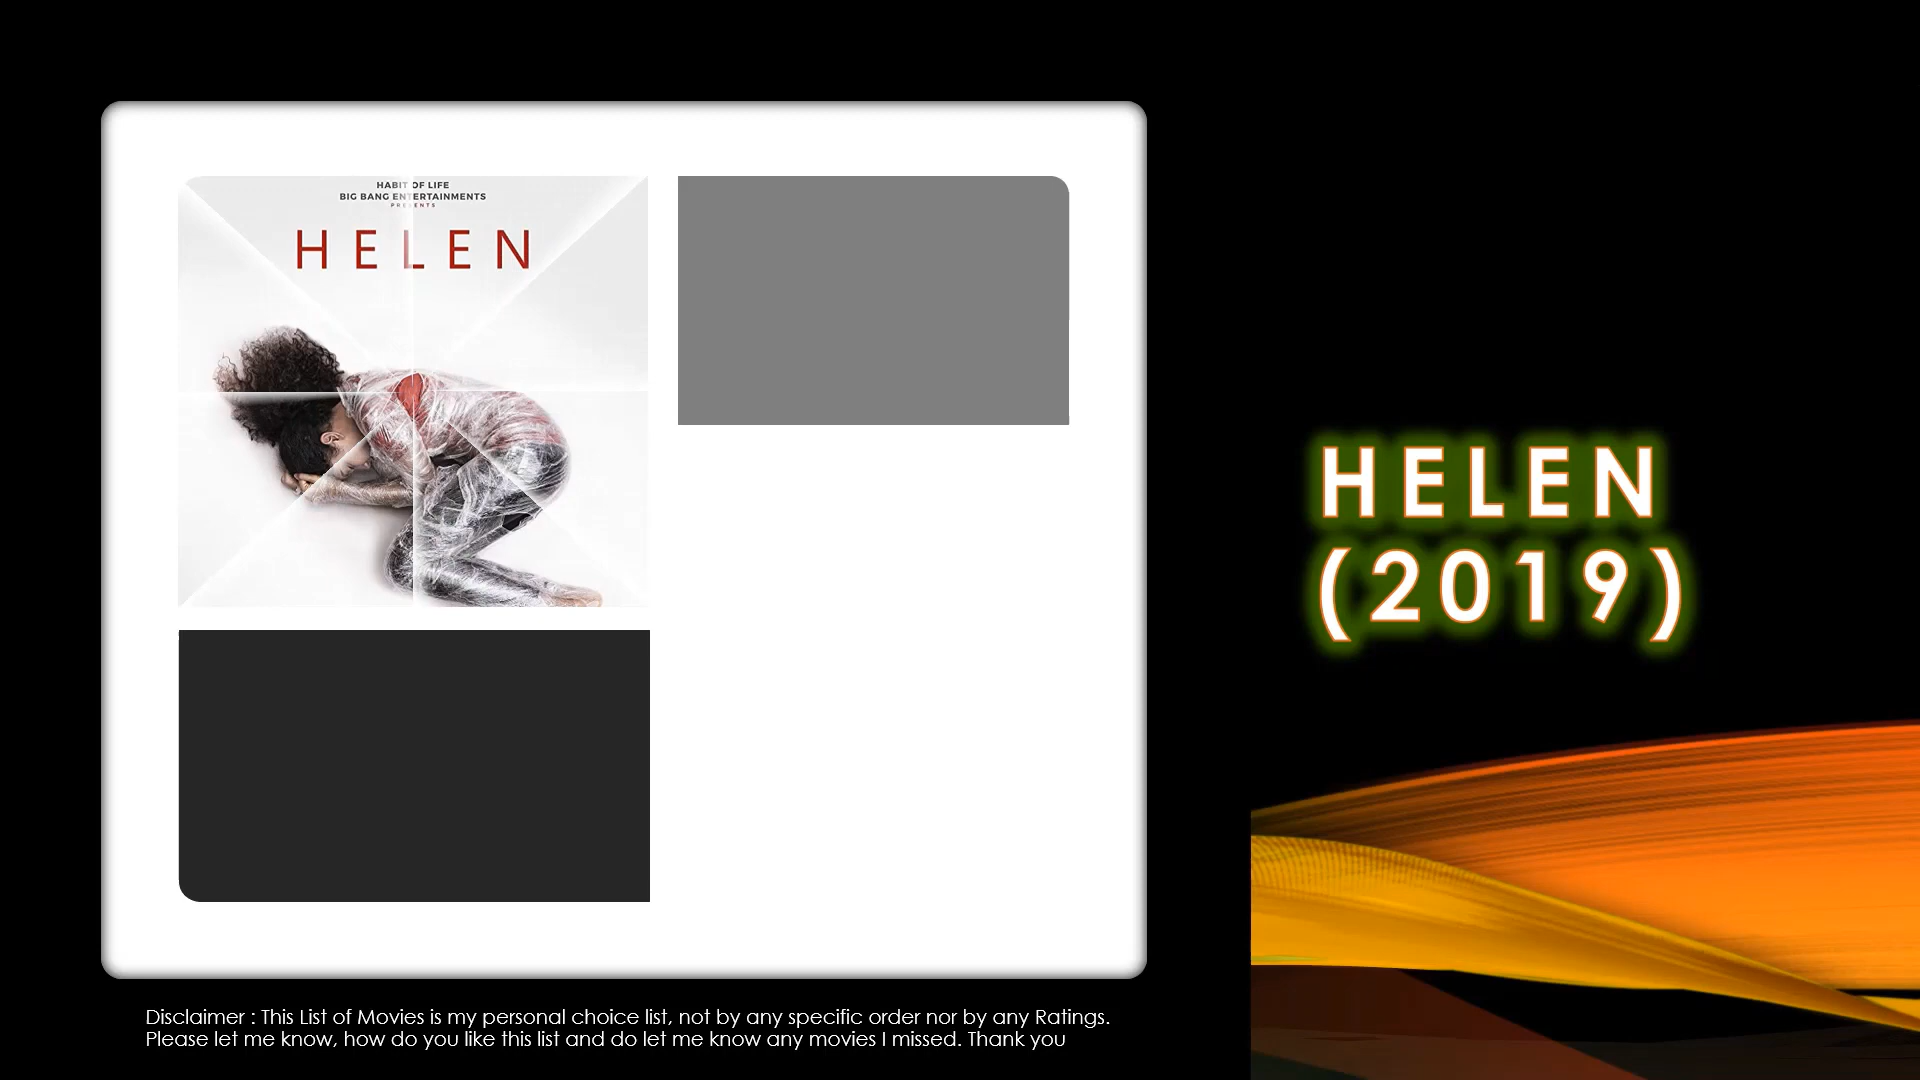 HABIT OF LIFE
BIG BANG ENTERTAINMENTS
PRESENTS
HELEN
HELEN
(2019)
Disclaimer : This List of Movies is my personal choice list, not by any specific order nor by any Ratings.
Please let me know, how do you like this list and do let me know any movies I missed. Thank you